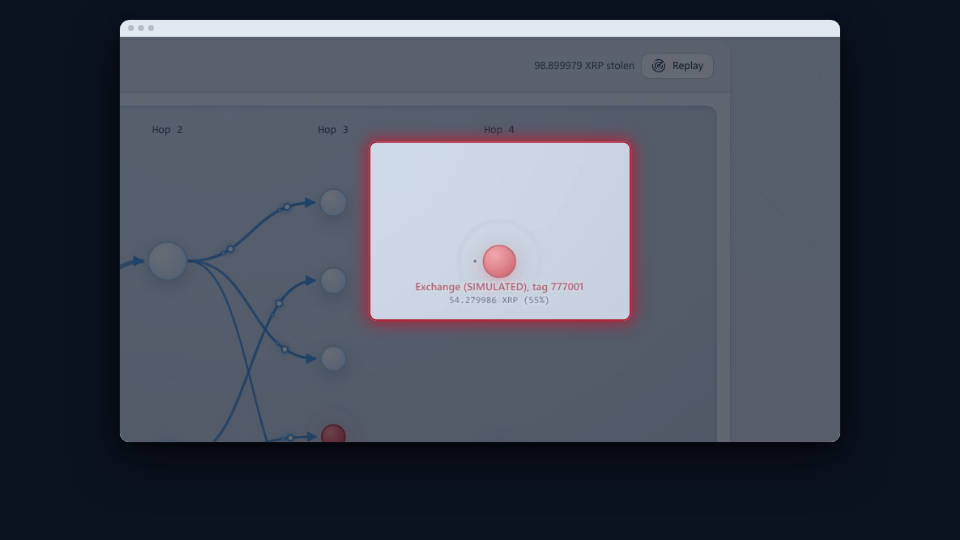 98.899979 XRP stolen
Replay
Hop 2
Hop 3
Hop 4
Exchange (SIMULATED), tag 777001
54.279986 XRP (55%)